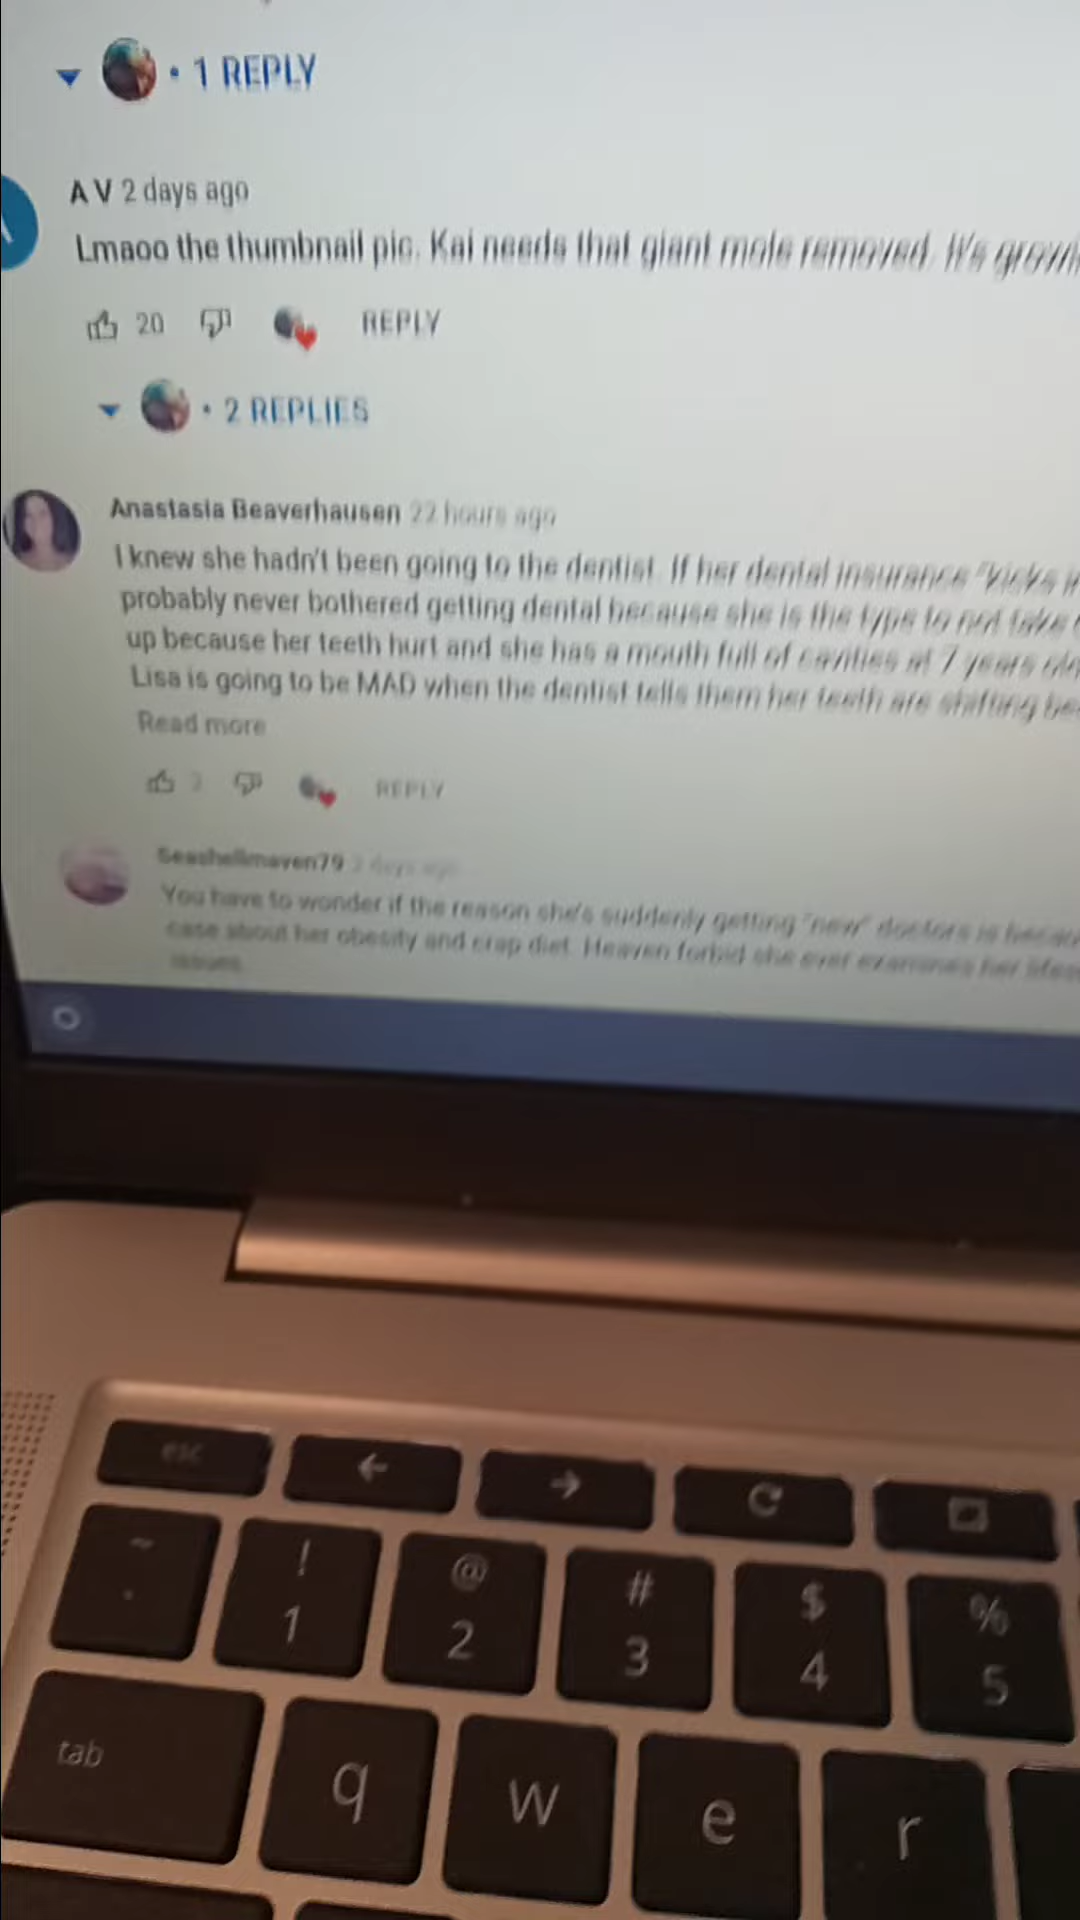 • 1 REPLY
A V 2 days ago
Lmaoo the thumbnail pic. Kai needs that giant mole removed. It's
20 REPLY
• 2 REPLIES
Anastasia Beaverhausen 22 hours ago
I knew she hadn't been going to the dentist. If her dental insurance "kicks
probably never bothered getting dental because she is the type to not take
up because her teeth hurt and she has a mouth full of cavities at 7 years
Lisa is going to be MAD when the dentist tells them her teeth are shifting
Read more
REPLY
Seashellmaven79
You have to wonder if the reason she's suddenly getting "new" doctors is
case about her obesity and crap diet. Heaven forbid she ever examines her
issues.
esc
~
! @ # $ %
1 2 3 4 5
tab q w e r